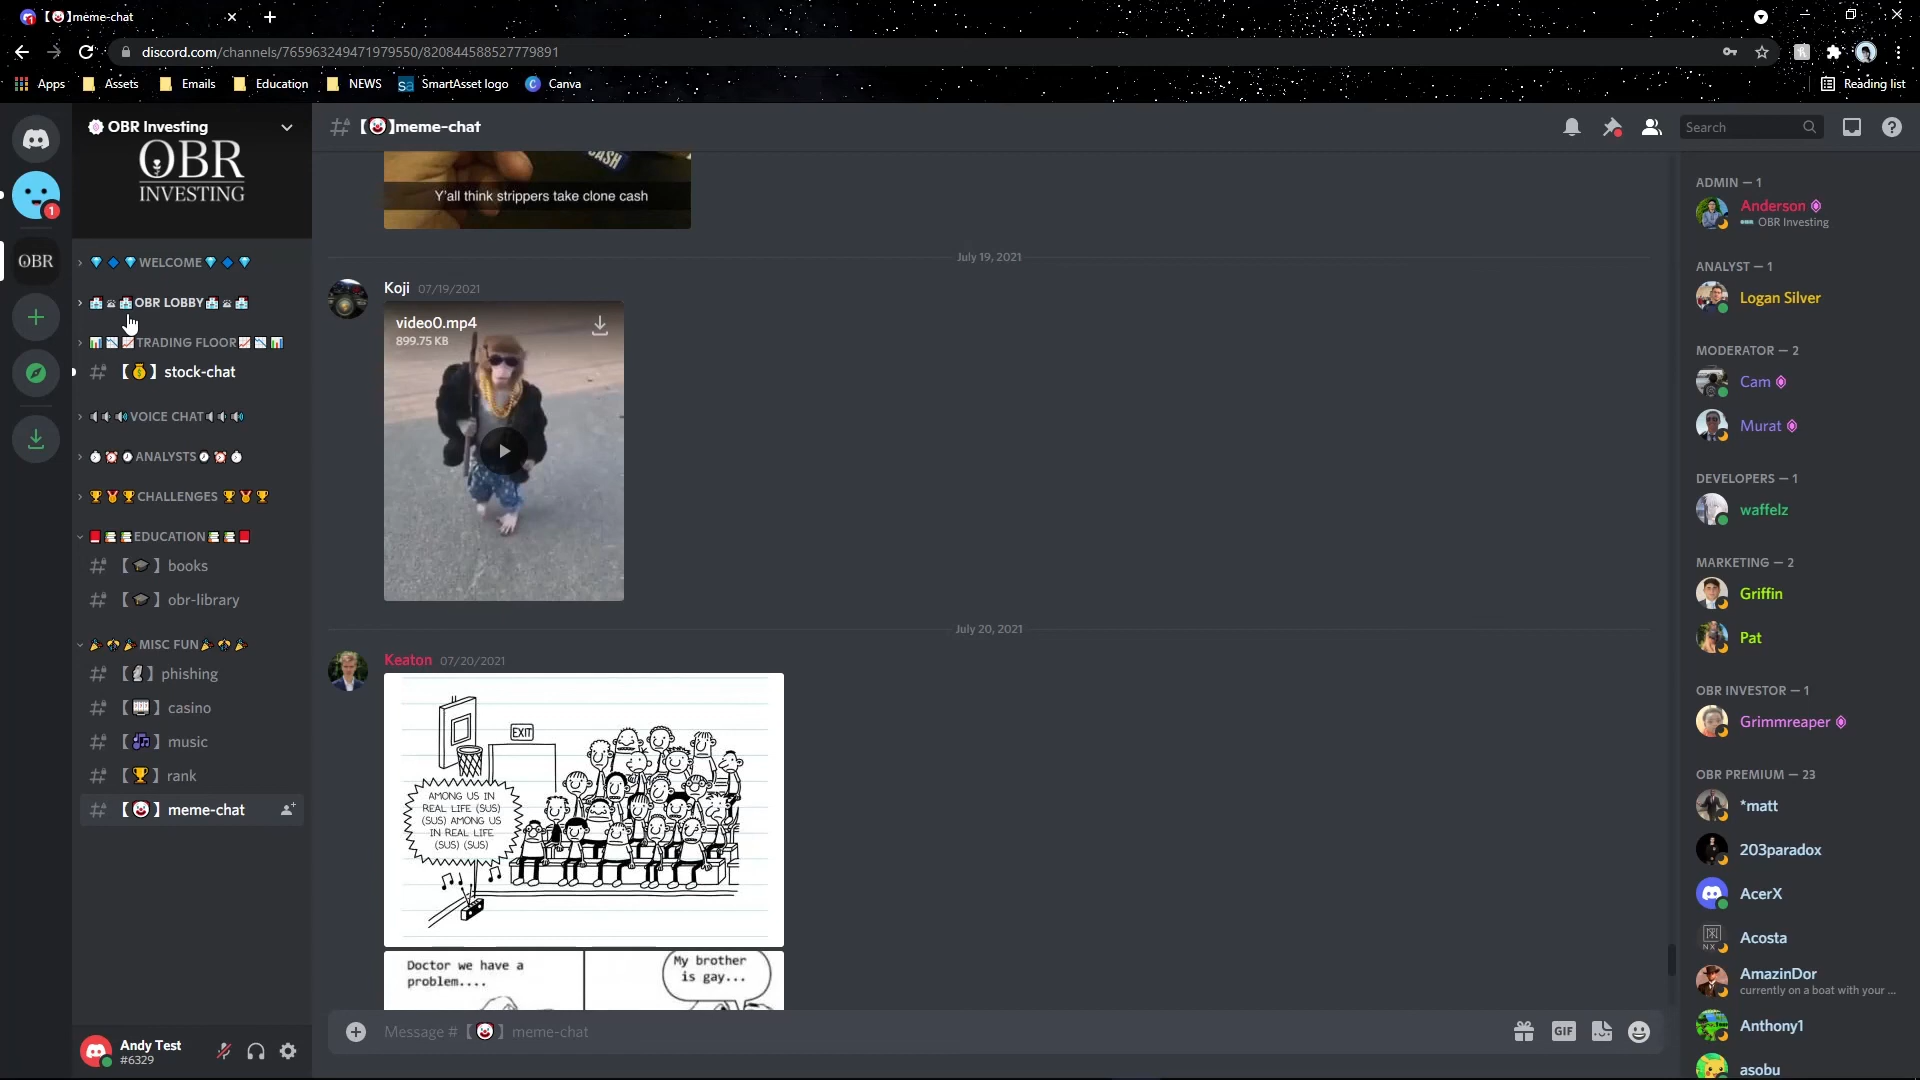 [🤡]meme-chat
discord.com/channels/765963249471979550/820844588527779891
Apps
Assets
Emails
Education
NEWS
sa SmartAsset logo
C Canva
Reading list
OBR Investing
OBR
INVESTING
【🤡】meme-chat
Search
Y'all think strippers take clone cash
July 19, 2021
Koji 07/19/2021
video0.mp4
899.75 KB
July 20, 2021
Keaton 07/20/2021
EXIT
AMONG US IN
REAL LIFE (SUS)
(SUS) AMONG US
IN REAL LIFE
(SUS) (SUS)
Doctor we have a
problem....
My brother
is gay...
Message # 【🤡】 meme-chat
GIF
1
OBR
WELCOME
OBR LOBBY
TRADING FLOOR
# 【💰】 stock-chat
VOICE CHAT
ANALYSTS
CHALLENGES
EDUCATION
# 【🎓】 books
# 【🎓】 obr-library
MISC FUN
# 【】 phishing
# 【🎰】 casino
# 【🎶】 music
# 【🏆】 rank
# 【🤡】 meme-chat
Andy Test
#6329
ADMIN — 1
Anderson
OBR Investing
ANALYST — 1
Logan Silver
MODERATOR — 2
Cam
Murat
DEVELOPERS — 1
waffelz
MARKETING — 2
Griffin
Pat
OBR INVESTOR — 1
Grimmreaper
OBR PREMIUM — 23
*matt
203paradox
AcerX
NX
Acosta
AmazinDor
currently on a boat with your ...
Anthony1
asobu